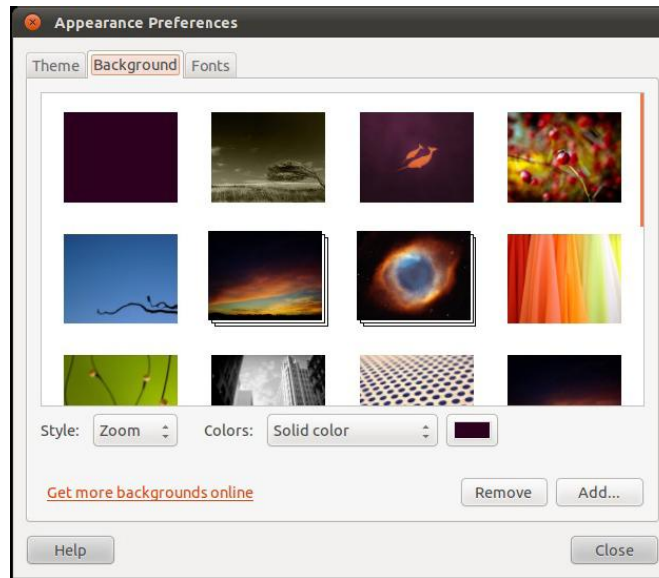 Appearance Preferences
Theme Background Fonts
Style: Zoom Colors: Solid color
Get more backgrounds online Remove Add...
Help Close